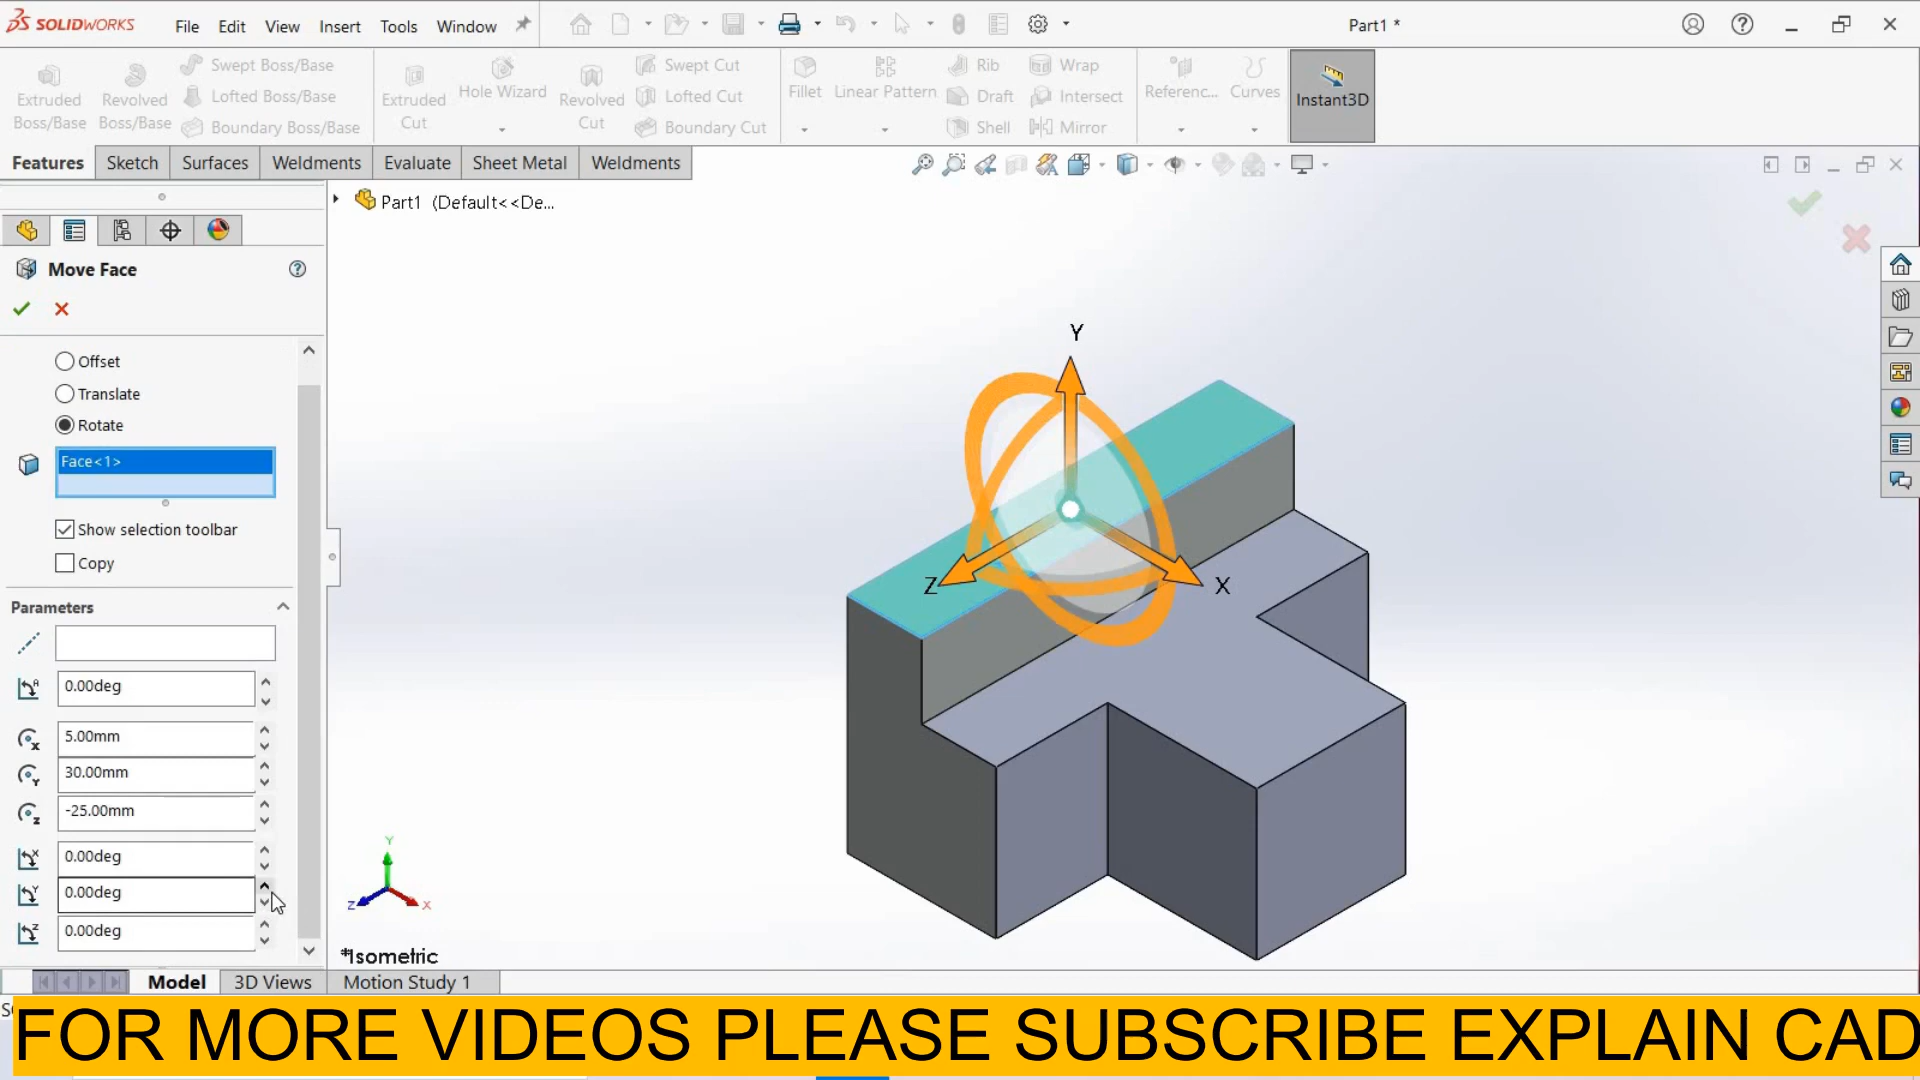 SOLIDWORKS File Edit View Insert Tools Window Part1 *
Extruded Boss/Base
Revolved Boss/Base
Swept Boss/Base
Lofted Boss/Base
Boundary Boss/Base
Extruded Cut
Hole Wizard
Revolved Cut
Swept Cut
Lofted Cut
Boundary Cut
Fillet
Linear Pattern
Rib
Draft
Shell
Wrap
Intersect
Mirror
Referenc...
Curves
Instant3D
Features Sketch Surfaces Weldments Evaluate Sheet Metal Weldments
Part1 (Default<<De...
Move Face
Offset
Translate
Rotate
Face<1>
Show selection toolbar
Copy
Parameters
0.00deg
5.00mm
30.00mm
-25.00mm
0.00deg
0.00deg
0.00deg
Y
Z
X
Y
Z
X
*Isometric
Model 3D Views Motion Study 1
FOR MORE VIDEOS PLEASE SUBSCRIBE EXPLAIN CAD